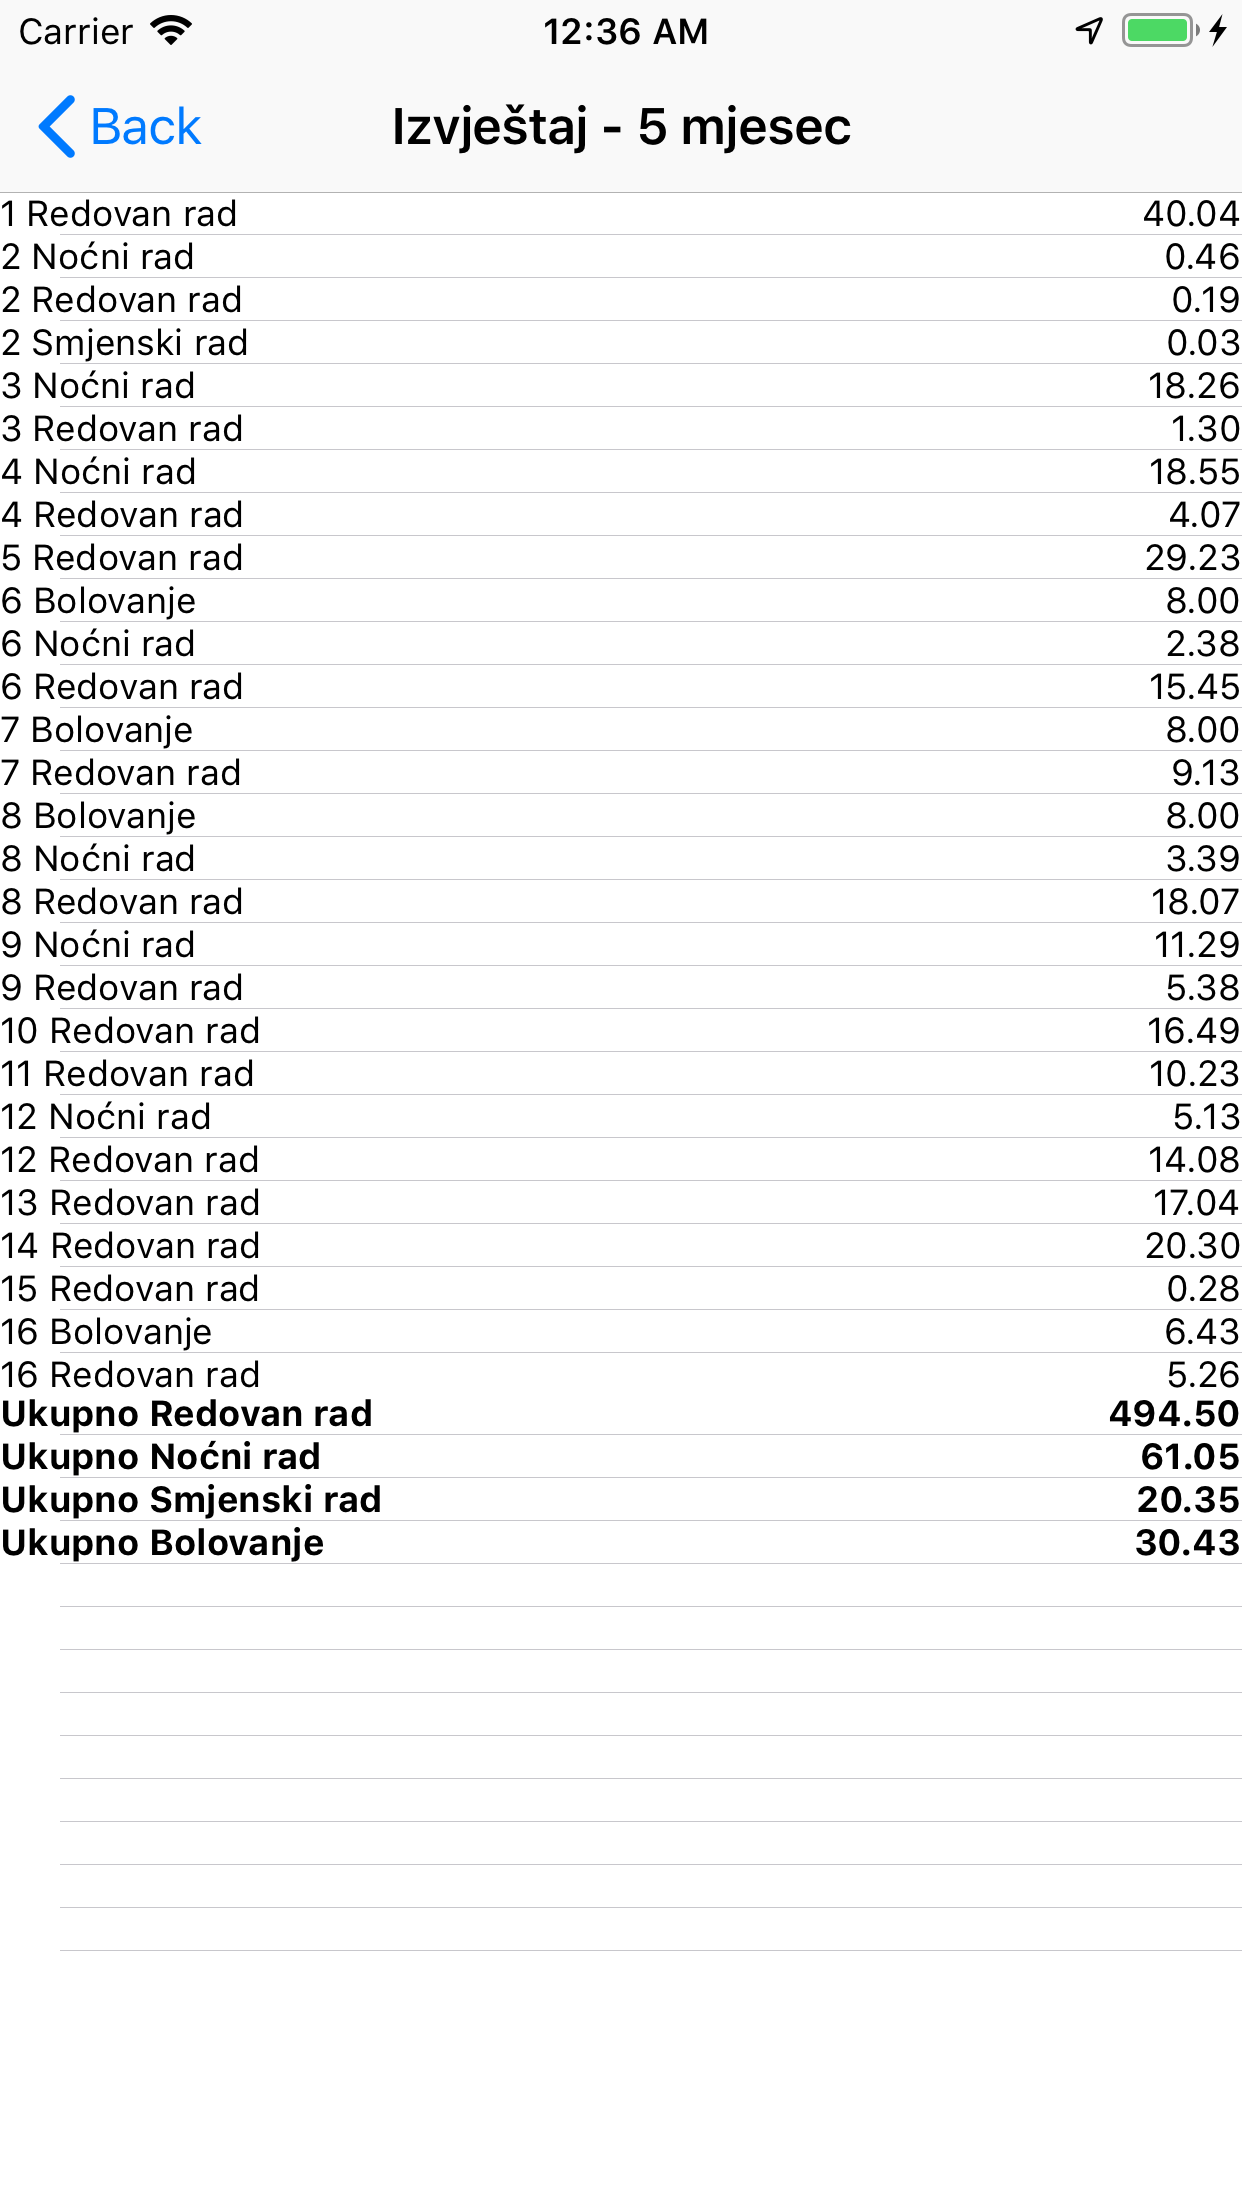 Carrier 12:36 AM
Back Izvještaj - 5 mjesec
1 Redovan rad 40.04
2 Noćni rad 0.46
2 Redovan rad 0.19
2 Smjenski rad 0.03
3 Noćni rad 18.26
3 Redovan rad 1.30
4 Noćni rad 18.55
4 Redovan rad 4.07
5 Redovan rad 29.23
6 Bolovanje 8.00
6 Noćni rad 2.38
6 Redovan rad 15.45
7 Bolovanje 8.00
7 Redovan rad 9.13
8 Bolovanje 8.00
8 Noćni rad 3.39
8 Redovan rad 18.07
9 Noćni rad 11.29
9 Redovan rad 5.38
10 Redovan rad 16.49
11 Redovan rad 10.23
12 Noćni rad 5.13
12 Redovan rad 14.08
13 Redovan rad 17.04
14 Redovan rad 20.30
15 Redovan rad 0.28
16 Bolovanje 6.43
16 Redovan rad 5.26
Ukupno Redovan rad 494.50
Ukupno Noćni rad 61.05
Ukupno Smjenski rad 20.35
Ukupno Bolovanje 30.43